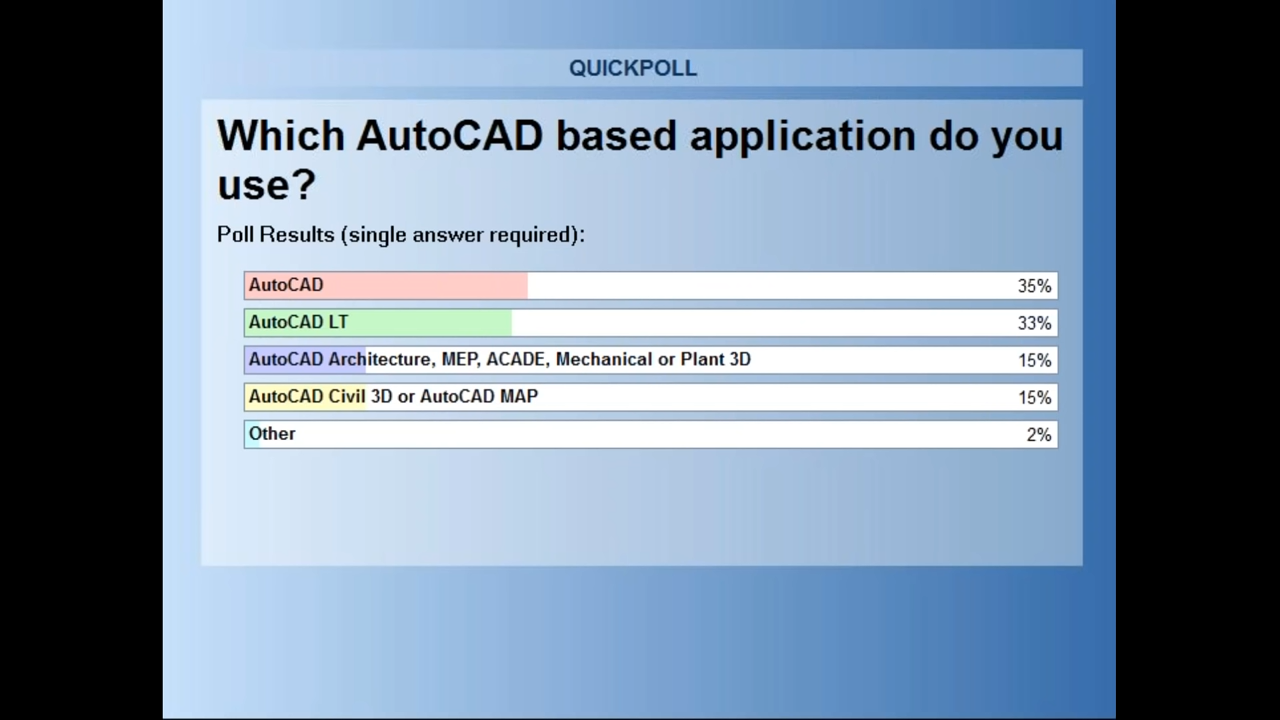 QUICKPOLL
Which AutoCAD based application do you
use?
Poll Results (single answer required):
AutoCAD 35%
AutoCAD LT 33%
AutoCAD Architecture, MEP, ACADE, Mechanical or Plant 3D 15%
AutoCAD Civil 3D or AutoCAD MAP 15%
Other 2%